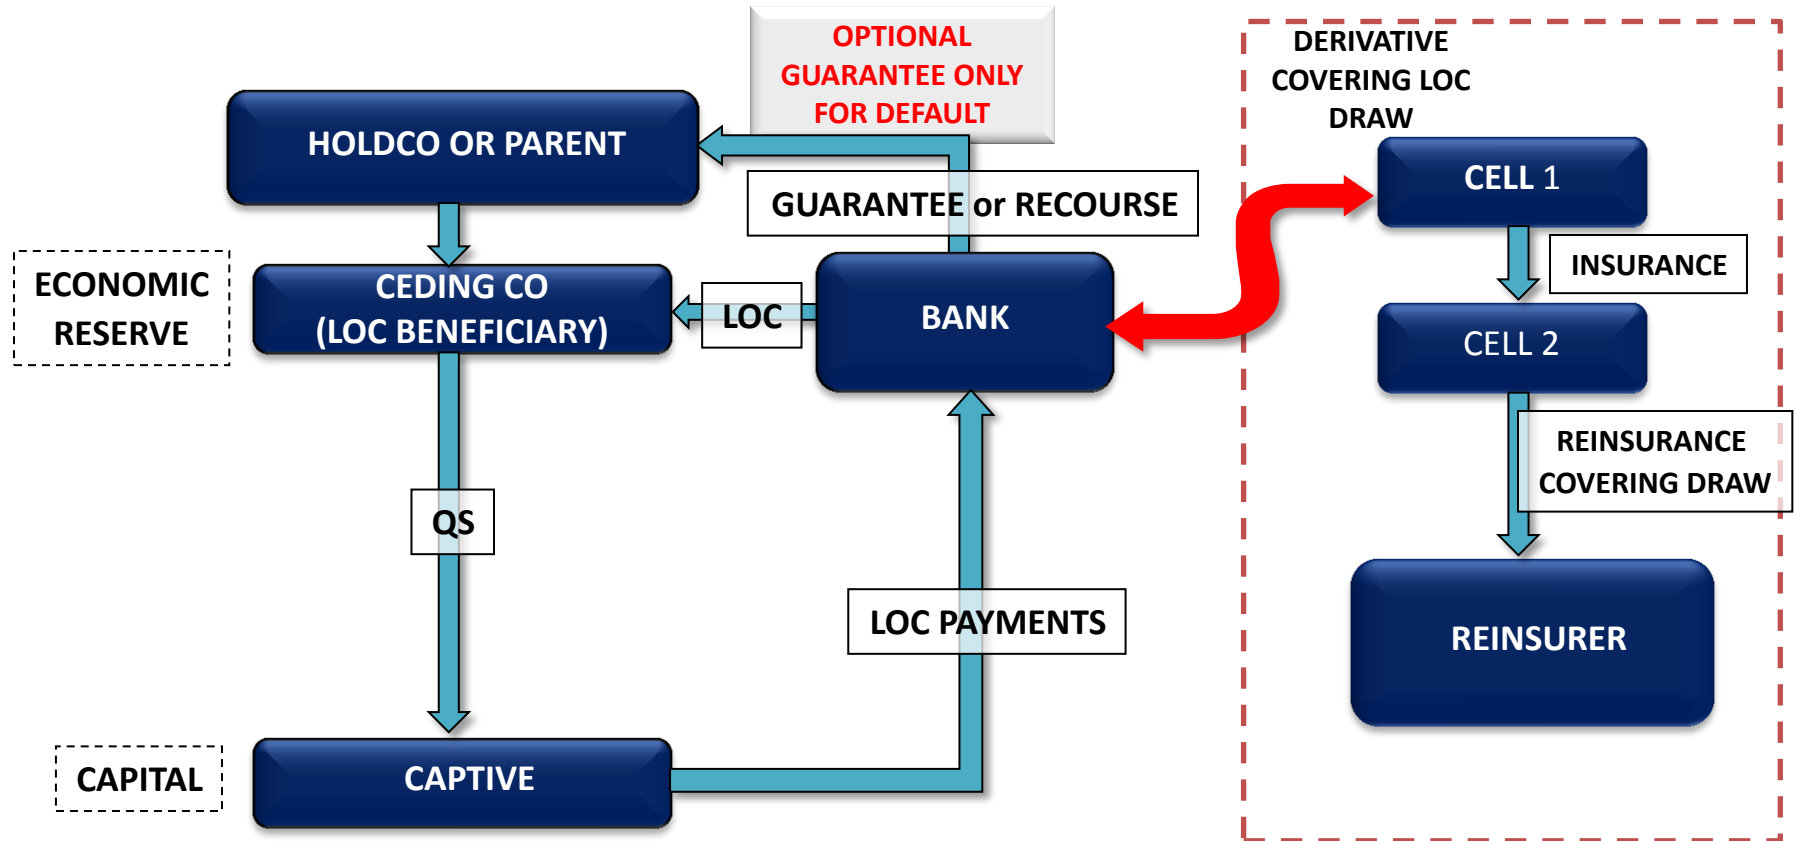 OPTIONAL
GUARANTEE ONLY
FOR DEFAULT
DERIVATIVE
COVERING LOC
DRAW
HOLDCO OR PARENT
GUARANTEE or RECOURSE
CELL 1
INSURANCE
ECONOMIC
RESERVE
CEDING CO
(LOC BENEFICIARY)
LOC
BANK
CELL 2
REINSURANCE
COVERING DRAW
QS
LOC PAYMENTS
REINSURER
CAPITAL
CAPTIVE